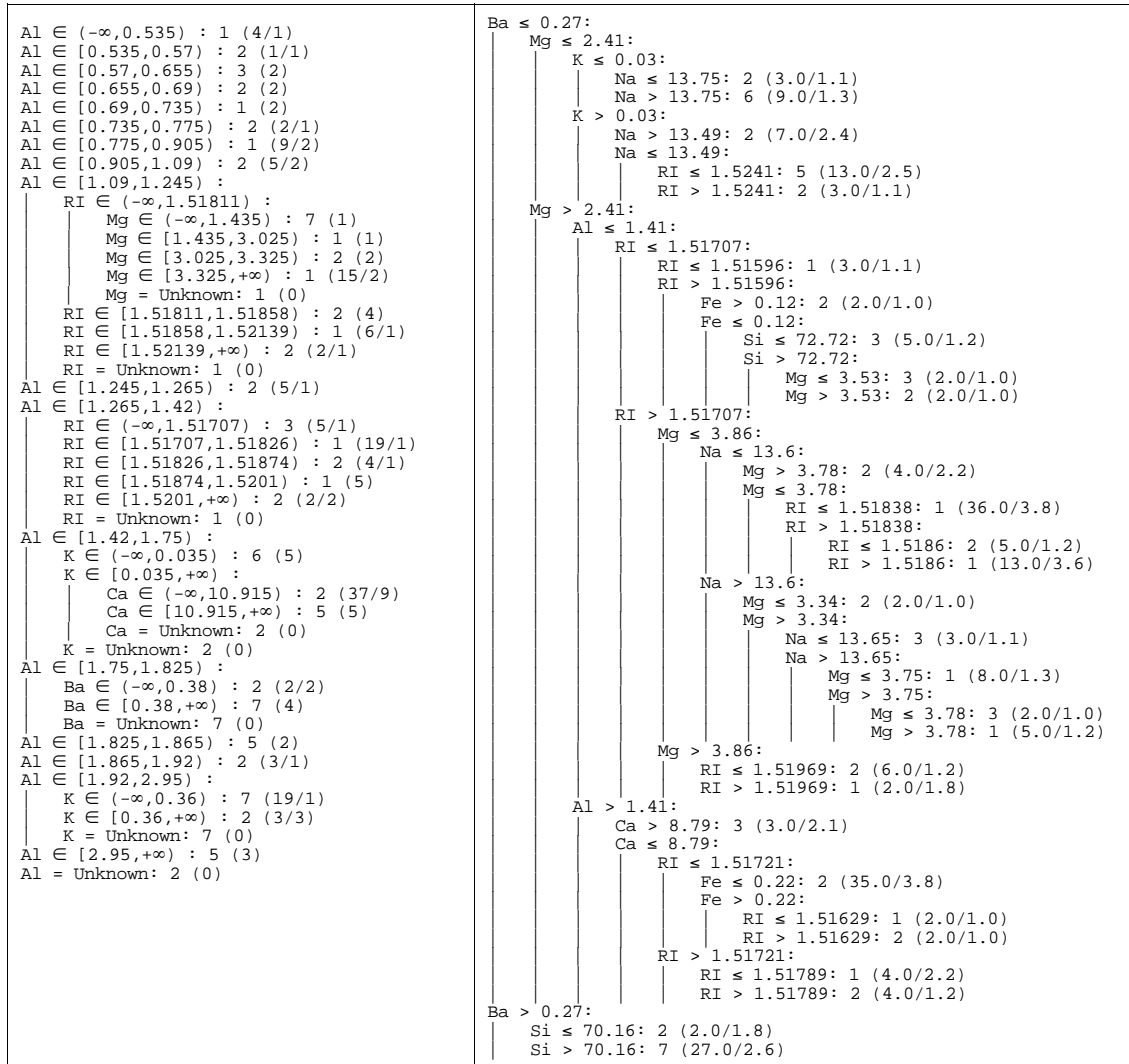 Al ∈ (-∞,0.535) : 1 (4/1)
Al ∈ [0.535,0.57) : 2 (1/1)
Al ∈ [0.57,0.655) : 3 (2)
Al ∈ [0.655,0.69) : 2 (2)
Al ∈ [0.69,0.735) : 1 (2)
Al ∈ [0.735,0.775) : 2 (2/1)
Al ∈ [0.775,0.905) : 1 (9/2)
Al ∈ [0.905,1.09) : 2 (5/2)
Al ∈ [1.09,1.245) :
| RI ∈ (-∞,1.51811) :
| | Mg ∈ (-∞,1.435) : 7 (1)
| | Mg ∈ [1.435,3.025) : 1 (1)
| | Mg ∈ [3.025,3.325) : 2 (2)
| | Mg ∈ [3.325,+∞) : 1 (15/2)
| | Mg = Unknown: 1 (0)
| RI ∈ [1.51811,1.51858) : 2 (4)
| RI ∈ [1.51858,1.52139) : 1 (6/1)
| RI ∈ [1.52139,+∞) : 2 (2/1)
| RI = Unknown: 1 (0)
Al ∈ [1.245,1.265) : 2 (5/1)
Al ∈ [1.265,1.42) :
| RI ∈ (-∞,1.51707) : 3 (5/1)
| RI ∈ [1.51707,1.51826) : 1 (19/1)
| RI ∈ [1.51826,1.51874) : 2 (4/1)
| RI ∈ [1.51874,1.5201) : 1 (5)
| RI ∈ [1.5201,+∞) : 2 (2/2)
| RI = Unknown: 1 (0)
Al ∈ [1.42,1.75) :
| K ∈ (-∞,0.035) : 6 (5)
| K ∈ [0.035,+∞) :
| | Ca ∈ (-∞,10.915) : 2 (37/9)
| | Ca ∈ [10.915,+∞) : 5 (5)
| | Ca = Unknown: 2 (0)
| K = Unknown: 2 (0)
Al ∈ [1.75,1.825) :
| Ba ∈ (-∞,0.38) : 2 (2/2)
| Ba ∈ [0.38,+∞) : 7 (4)
| Ba = Unknown: 7 (0)
Al ∈ [1.825,1.865) : 5 (2)
Al ∈ [1.865,1.92) : 2 (3/1)
Al ∈ [1.92,2.95) :
| K ∈ (-∞,0.36) : 7 (19/1)
| K ∈ [0.36,+∞) : 2 (3/3)
| K = Unknown: 7 (0)
Al ∈ [2.95,+∞) : 5 (3)
Al = Unknown: 2 (0)
Ba ≤ 0.27:
| Mg ≤ 2.41:
| | K ≤ 0.03:
| | | Na ≤ 13.75: 2 (3.0/1.1)
| | | Na > 13.75: 6 (9.0/1.3)
| | K > 0.03:
| | | Na > 13.49: 2 (7.0/2.4)
| | | Na ≤ 13.49:
| | | | RI ≤ 1.5241: 5 (13.0/2.5)
| | | | RI > 1.5241: 2 (3.0/1.1)
| Mg > 2.41:
| | Al ≤ 1.41:
| | | RI ≤ 1.51707:
| | | | RI ≤ 1.51596: 1 (3.0/1.1)
| | | | RI > 1.51596:
| | | | | Fe > 0.12: 2 (2.0/1.0)
| | | | | Fe ≤ 0.12:
| | | | | | Si ≤ 72.72: 3 (5.0/1.2)
| | | | | | Si > 72.72:
| | | | | | | Mg ≤ 3.53: 3 (2.0/1.0)
| | | | | | | Mg > 3.53: 2 (2.0/1.0)
| | | RI > 1.51707:
| | | | Mg ≤ 3.86:
| | | | | Na ≤ 13.6:
| | | | | | Mg > 3.78: 2 (4.0/2.2)
| | | | | | Mg ≤ 3.78:
| | | | | | | RI ≤ 1.51838: 1 (36.0/3.8)
| | | | | | | RI > 1.51838:
| | | | | | | | RI ≤ 1.5186: 2 (5.0/1.2)
| | | | | | | | RI > 1.5186: 1 (13.0/3.6)
| | | | | Na > 13.6:
| | | | | | Mg ≤ 3.34: 2 (2.0/1.0)
| | | | | | Mg > 3.34:
| | | | | | | Na ≤ 13.65: 3 (3.0/1.1)
| | | | | | | Na > 13.65:
| | | | | | | | Mg ≤ 3.75: 1 (8.0/1.3)
| | | | | | | | Mg > 3.75:
| | | | | | | | | Mg ≤ 3.78: 3 (2.0/1.0)
| | | | | | | | | Mg > 3.78: 1 (5.0/1.2)
| | | | Mg > 3.86:
| | | | | RI ≤ 1.51969: 2 (6.0/1.2)
| | | | | RI > 1.51969: 1 (2.0/1.8)
| | Al > 1.41:
| | | Ca > 8.79: 3 (3.0/2.1)
| | | Ca ≤ 8.79:
| | | | RI ≤ 1.51721:
| | | | | Fe ≤ 0.22: 2 (35.0/3.8)
| | | | | Fe > 0.22:
| | | | | | RI ≤ 1.51629: 1 (2.0/1.0)
| | | | | | RI > 1.51629: 2 (2.0/1.0)
| | | | RI > 1.51721:
| | | | | RI ≤ 1.51789: 1 (4.0/2.2)
| | | | | RI > 1.51789: 2 (4.0/1.2)
Ba > 0.27:
| Si ≤ 70.16: 2 (2.0/1.8)
| Si > 70.16: 7 (27.0/2.6)